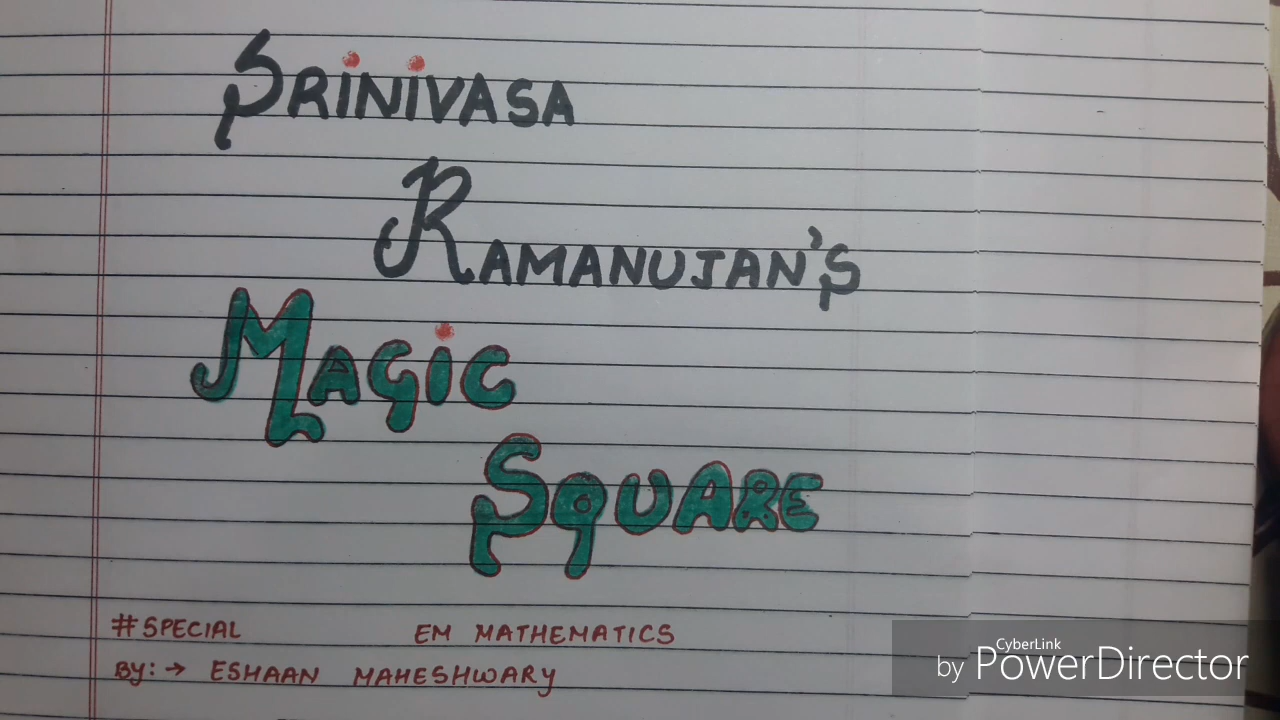 SRiNiVASA
RAMANUJAN'S
MAGiC
SQUARE
#SPECIAL EM MATHEMATICS
BY:→ ESHAAN MAHESHWARY
CyberLink
by PowerDirector